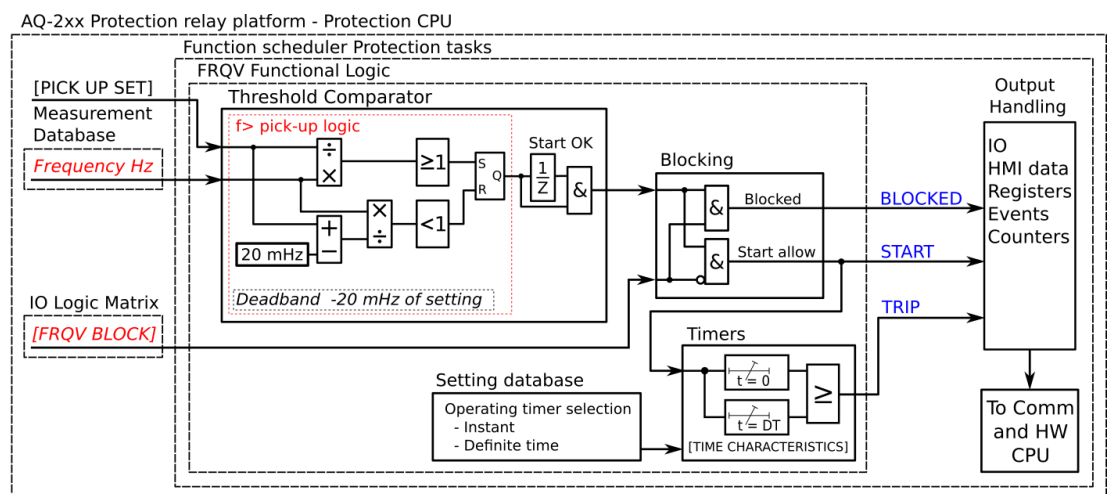 AQ-2xx Protection relay platform - Protection CPU
Function scheduler Protection tasks
FRQV Functional Logic
[PICK UP SET]
Measurement
Database
Frequency Hz
Threshold Comparator
f> pick-up logic
÷
×
≥1
S
Q
R
Start OK
1
Z
&
+
−
20 mHz
×
÷
<1
Deadband -20 mHz of setting
IO Logic Matrix
[FRQV BLOCK]
Blocking
&
Blocked
&
Start allow
BLOCKED
START
TRIP
Output
Handling
IO
HMI data
Registers
Events
Counters
Timers
t = 0
t = DT
≥
[TIME CHARACTERISTICS]
Setting database
Operating timer selection
- Instant
- Definite time
To Comm
and HW
CPU